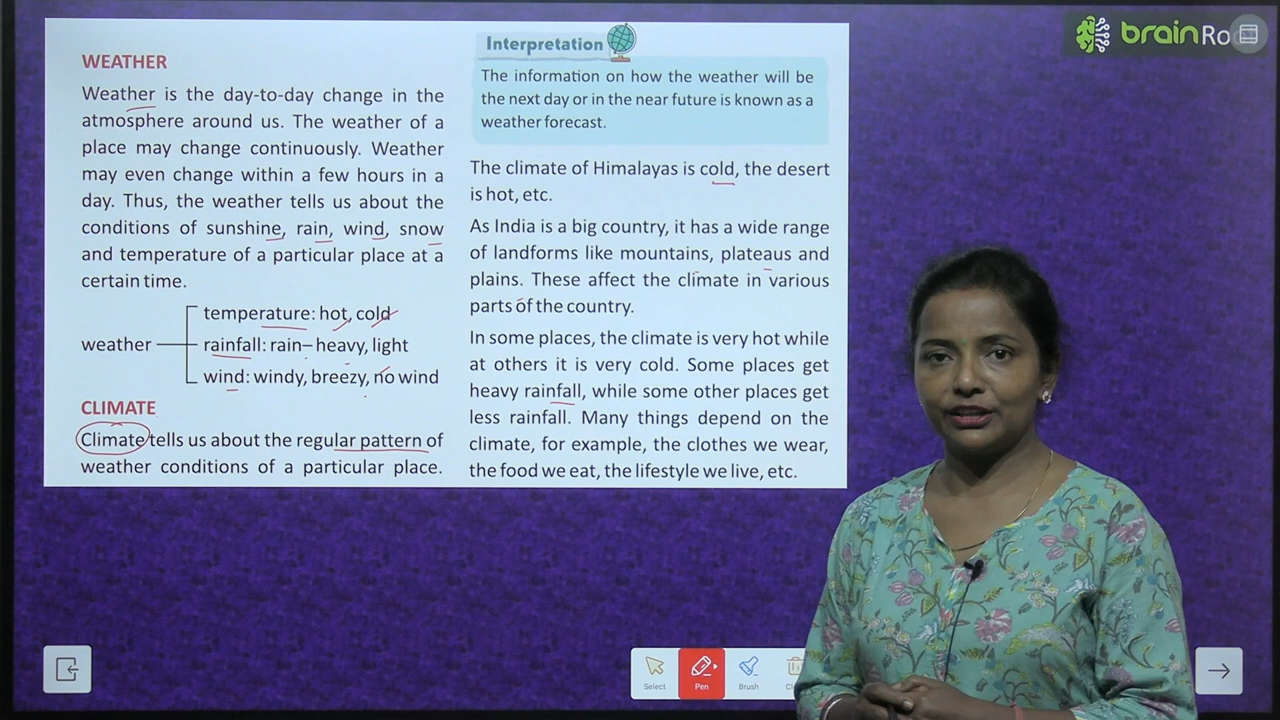 WEATHER
Weather is the day-to-day change in the
atmosphere around us. The weather of a
place may change continuously. Weather
may even change within a few hours in a
day. Thus, the weather tells us about the
conditions of sunshine, rain, wind, snow
and temperature of a particular place at a
certain time.
weather
temperature: hot, cold
rainfall: rain– heavy, light
wind: windy, breezy, no wind
CLIMATE
Climate tells us about the regular pattern of
weather conditions of a particular place.
Interpretation
The information on how the weather will be
the next day or in the near future is known as a
weather forecast.
The climate of Himalayas is cold, the desert
is hot, etc.
As India is a big country, it has a wide range
of landforms like mountains, plateaus and
plains. These affect the climate in various
parts of the country.
In some places, the climate is very hot while
at others it is very cold. Some places get
heavy rainfall, while some other places get
less rainfall. Many things depend on the
climate, for example, the clothes we wear,
the food we eat, the lifestyle we live, etc.
brain
Select
Pen
Brush